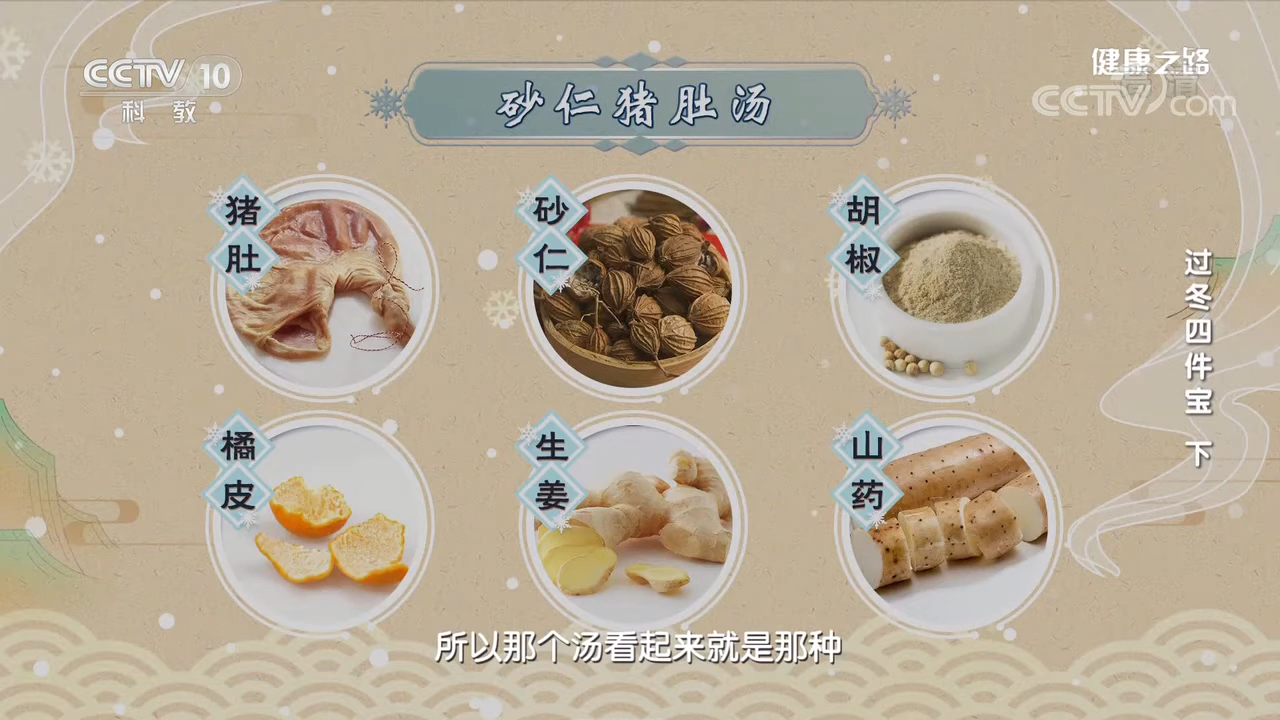 CCTV 10
科教
健康之路
高清
CCTV.com
砂仁猪肚汤
猪肚
砂仁
胡椒
橘皮
生姜
山药
过冬四件宝 下
所以那个汤看起来就是那种